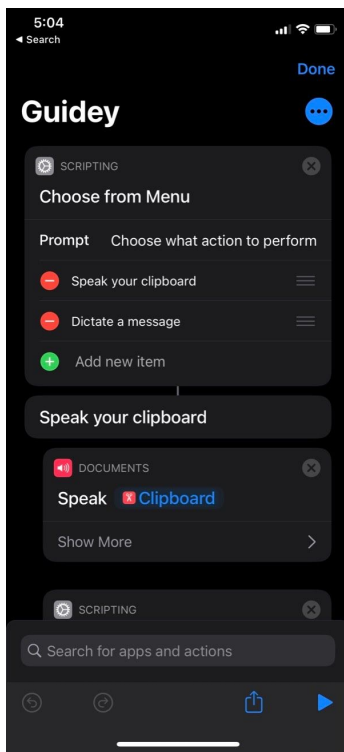 5:04
Search
Done
Guidey
SCRIPTING
Choose from Menu
Prompt Choose what action to perform
Speak your clipboard
Dictate a message
Add new item
Speak your clipboard
DOCUMENTS
Speak Clipboard
Show More
SCRIPTING
Search for apps and actions